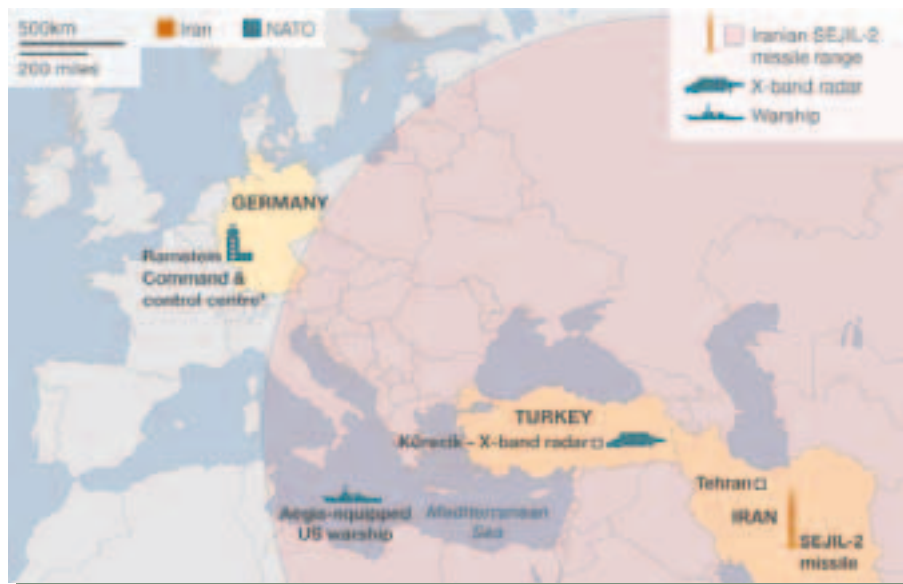 500km
200 miles
Iran
NATO
Iranian SEJIL-2
missile range
X-band radar
Warship
GERMANY
Ramstein
Command &
control centre*
TURKEY
Kürecik - X-band radar
Tehran
IRAN
SEJIL-2
missile
Aegis-equipped
US warship
Mediterranean
Sea